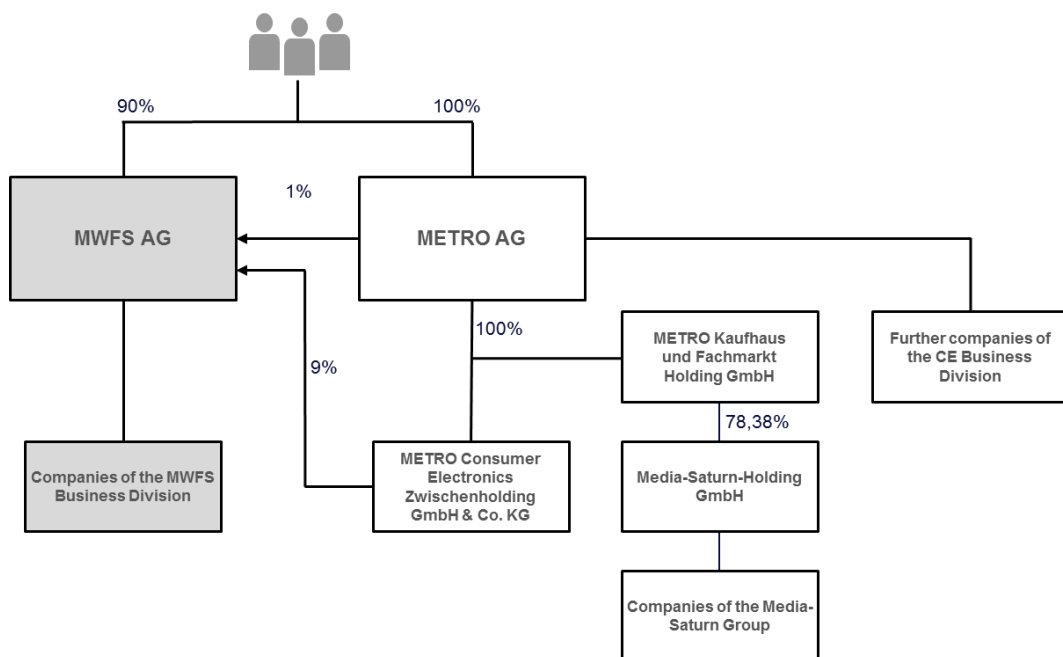 90%
100%
1%
MWFS AG
METRO AG
100%
METRO Kaufhaus
und Fachmarkt
Holding GmbH
Further companies of
the CE Business
Division
9%
78,38%
Companies of the MWFS
Business Division
METRO Consumer
Electronics
Zwischenholding
GmbH & Co. KG
Media-Saturn-Holding
GmbH
Companies of the Media-
Saturn Group